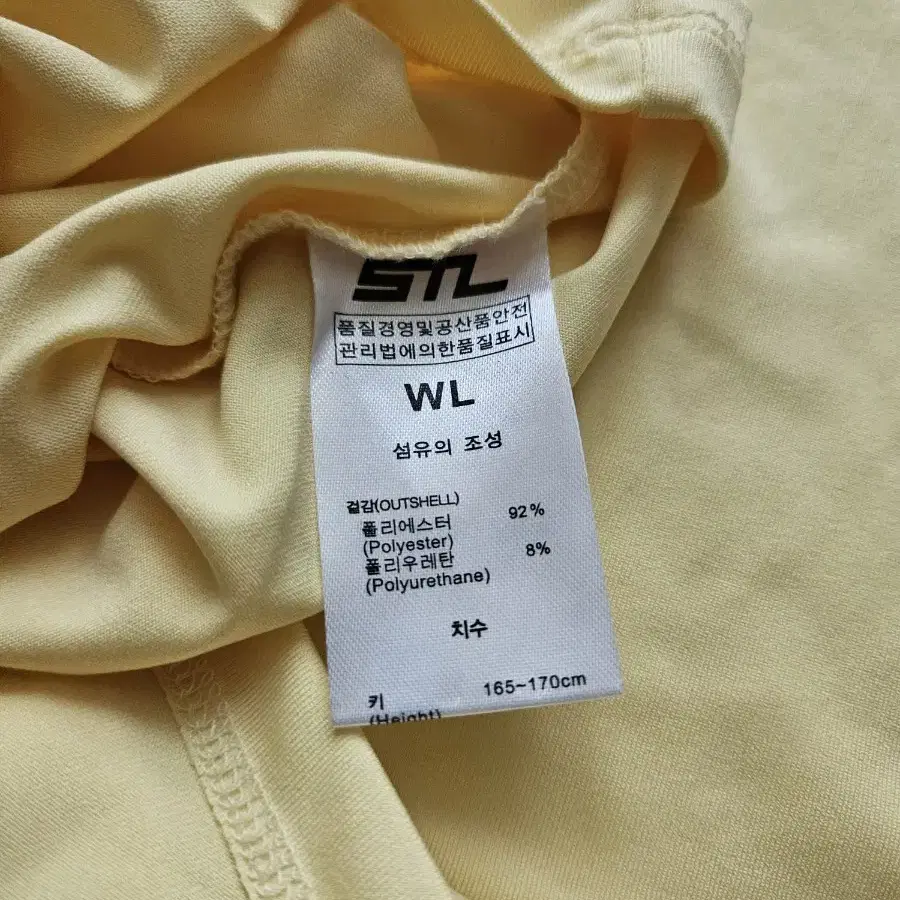 STL
품질경영및공산품안전
관리법에의한품질표시
WL
섬유의 조성
겉감(OUTSHELL)
폴리에스터 92%
(Polyester)
폴리우레탄 8%
(Polyurethane)
치수
키 165~170cm
(Height)